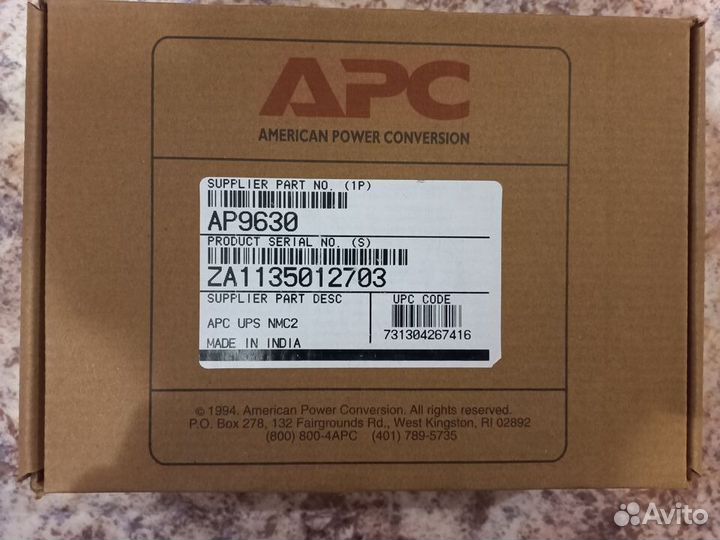 APC
AMERICAN POWER CONVERSION
SUPPLIER PART NO. (1P)
AP9630
PRODUCT SERIAL NO. (S)
ZA1135012703
SUPPLIER PART DESC
UPC CODE
APC UPS NMC2
731304267416
MADE IN INDIA
© 1994. American Power Conversion. All rights reserved.
P.O. Box 278, 132 Fairgrounds Rd., West Kingston, RI 02892
(800) 800-4APC (401) 789-5735
Avito